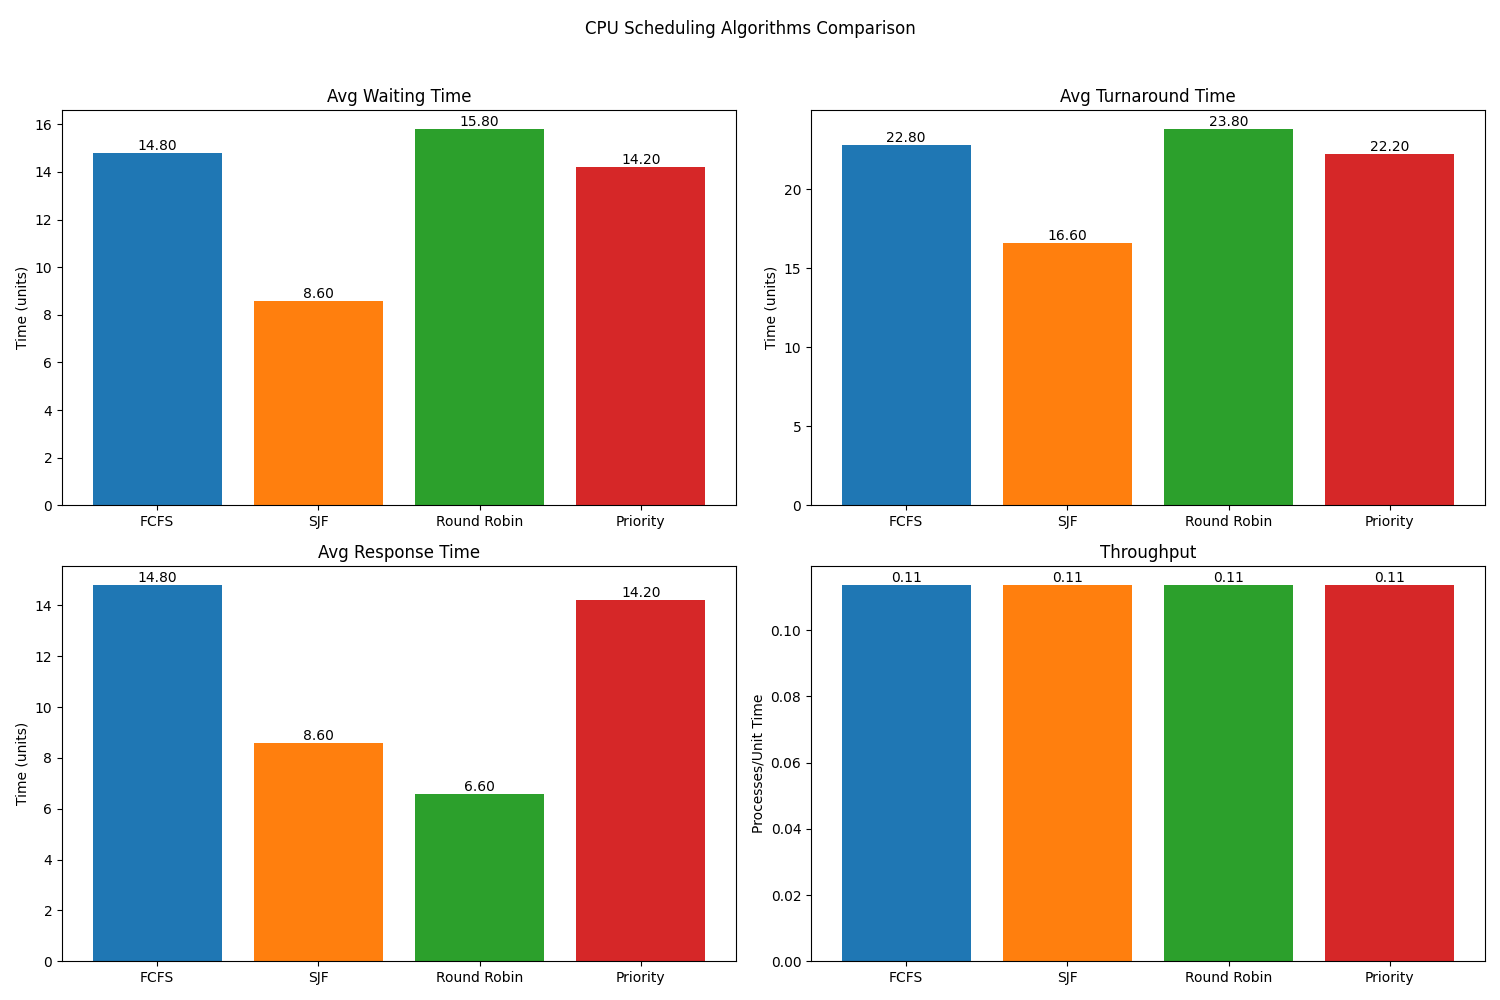 CPU Scheduling Algorithms Comparison
Avg Waiting Time
Time (units)
16
14
12
10
8
6
4
2
0
14.80
8.60
15.80
14.20
FCFS
SJF
Round Robin
Priority
Avg Turnaround Time
Time (units)
20
15
10
5
0
22.80
16.60
23.80
22.20
FCFS
SJF
Round Robin
Priority
Avg Response Time
Time (units)
14
12
10
8
6
4
2
0
14.80
8.60
6.60
14.20
FCFS
SJF
Round Robin
Priority
Throughput
Processes/Unit Time
0.10
0.08
0.06
0.04
0.02
0.00
0.11
0.11
0.11
0.11
FCFS
SJF
Round Robin
Priority